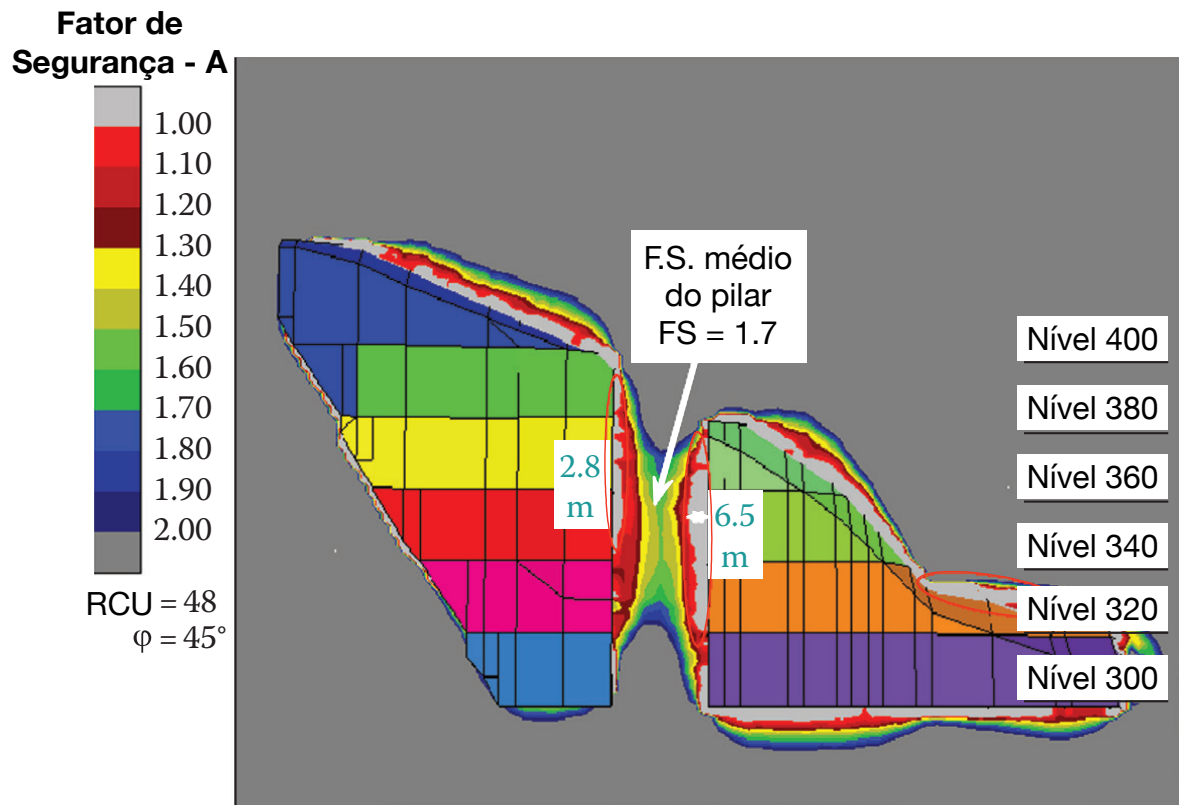 Fator de
Segurança - A
1.00
1.10
1.20
1.30
1.40
1.50
1.60
1.70
1.80
1.90
2.00
RCU = 48
φ = 45°
F.S. médio
do pilar
FS = 1.7
2.8
m
6.5
m
Nível 400
Nível 380
Nível 360
Nível 340
Nível 320
Nível 300